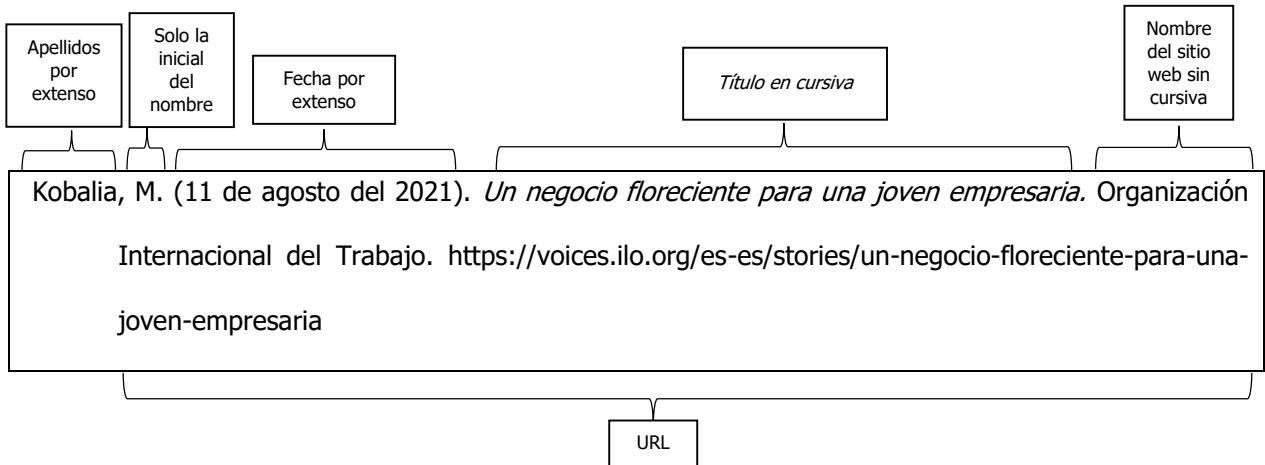 Apellidos
por
extenso
Solo la
inicial
del
nombre
Fecha por
extenso
Título en cursiva
Nombre
del sitio
web sin
cursiva
Kobalia, M. (11 de agosto del 2021). Un negocio floreciente para una joven empresaria. Organización
Internacional del Trabajo. https://voices.ilo.org/es-es/stories/un-negocio-floreciente-para-una-
joven-empresaria
URL